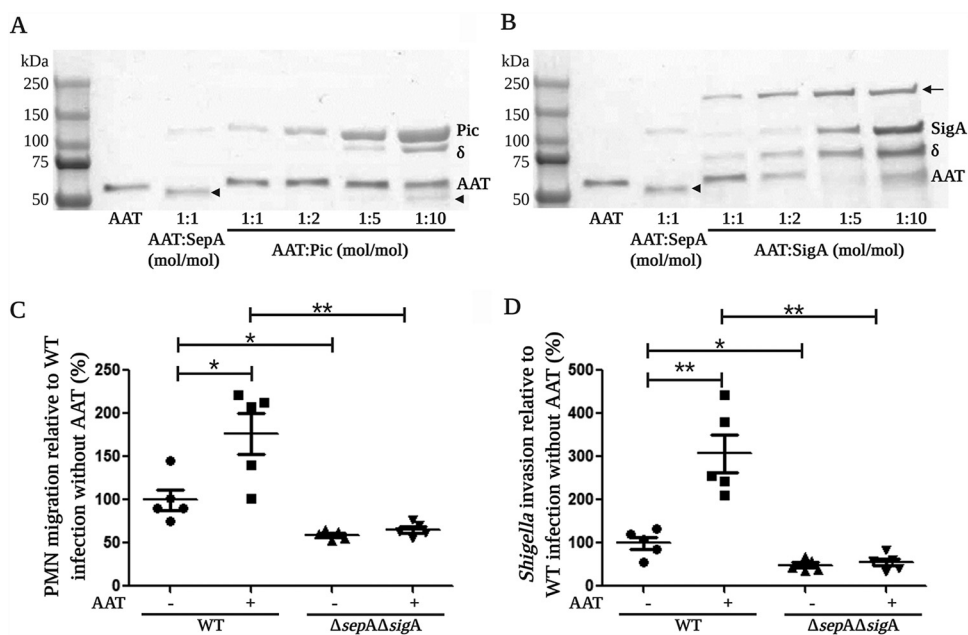 A
kDa
250
150
100
75
50
Pic
δ
AAT
AAT 1:1 1:1 1:2 1:5 1:10
AAT:SepA
(mol/mol)
AAT:Pic (mol/mol)
B
kDa
250
150
100
75
50
SigA
δ
AAT
AAT 1:1 1:1 1:2 1:5 1:10
AAT:SepA
(mol/mol)
AAT:SigA (mol/mol)
C
PMN migration relative to WT
infection without AAT (%)
**
*
*
250
200
150
100
50
0
AAT - + - +
WT ΔsepAΔsigA
D
Shigella invasion relative to
WT infection without AAT (%)
**
*
**
500
400
300
200
100
0
AAT - + - +
WT ΔsepAΔsigA